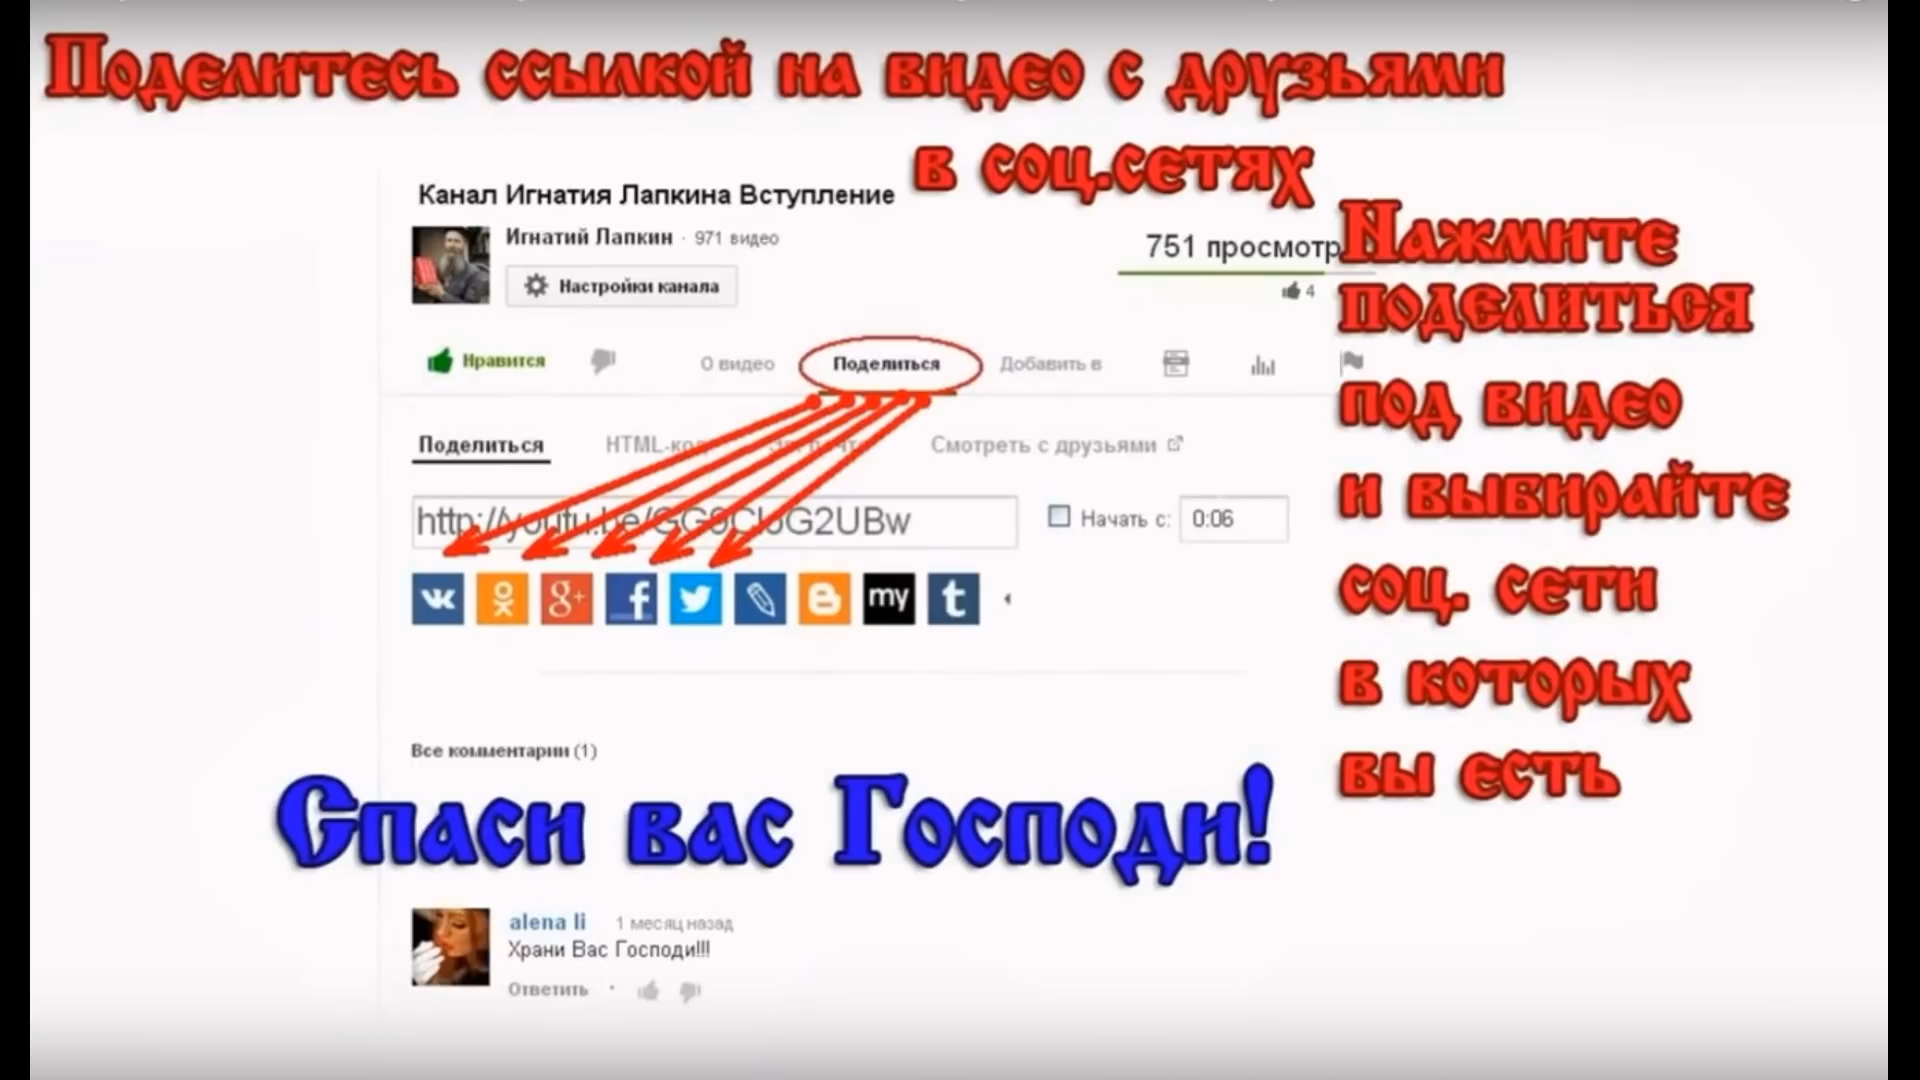 Поделитесь ссылкой на видео с друзьями
в соц.сетях
Канал Игнатия Лапкина Вступление
Игнатий Лапкин · 971 видео
Настройки канала
751 просмотр
4
Нажмите
поделиться
под видео
и выбирайте
соц. сети
в которых
вы есть
Нравится
О видео
Поделиться
Добавить в
Поделиться
HTML-код
Смотреть с друзьями
Начать с:
0:06
my
Все комментарии (1)
Спаси вас Господи!
alena li 1 месяц назад
Храни Вас Господи!!!
Ответить